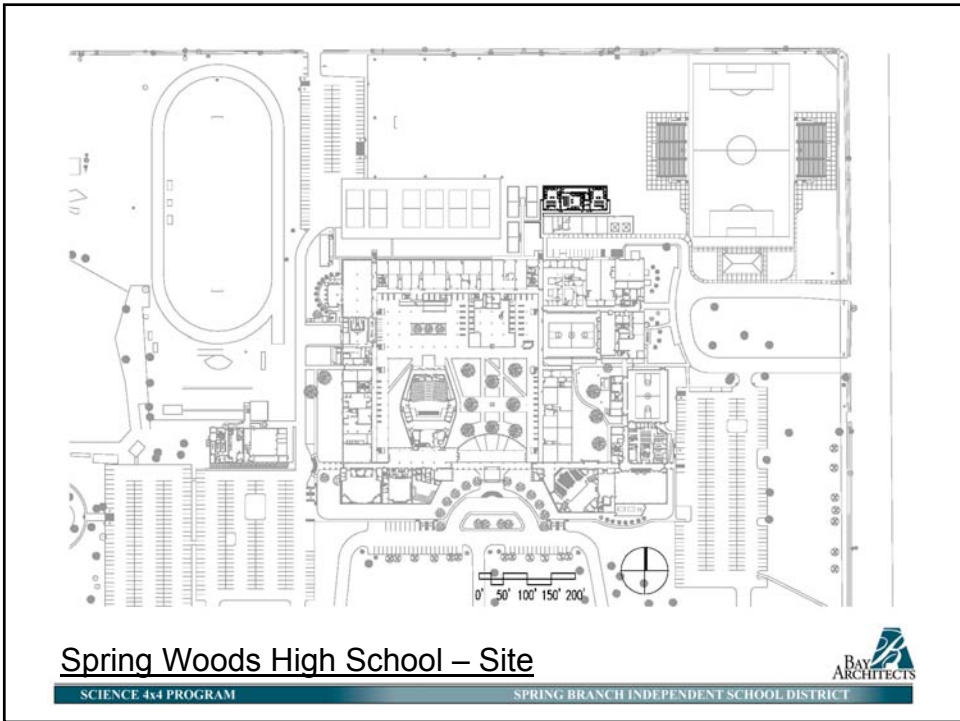 0' 50' 100' 150' 200'
Spring Woods High School – Site
BAY
ARCHITECTS
SCIENCE 4x4 PROGRAM
SPRING BRANCH INDEPENDENT SCHOOL DISTRICT